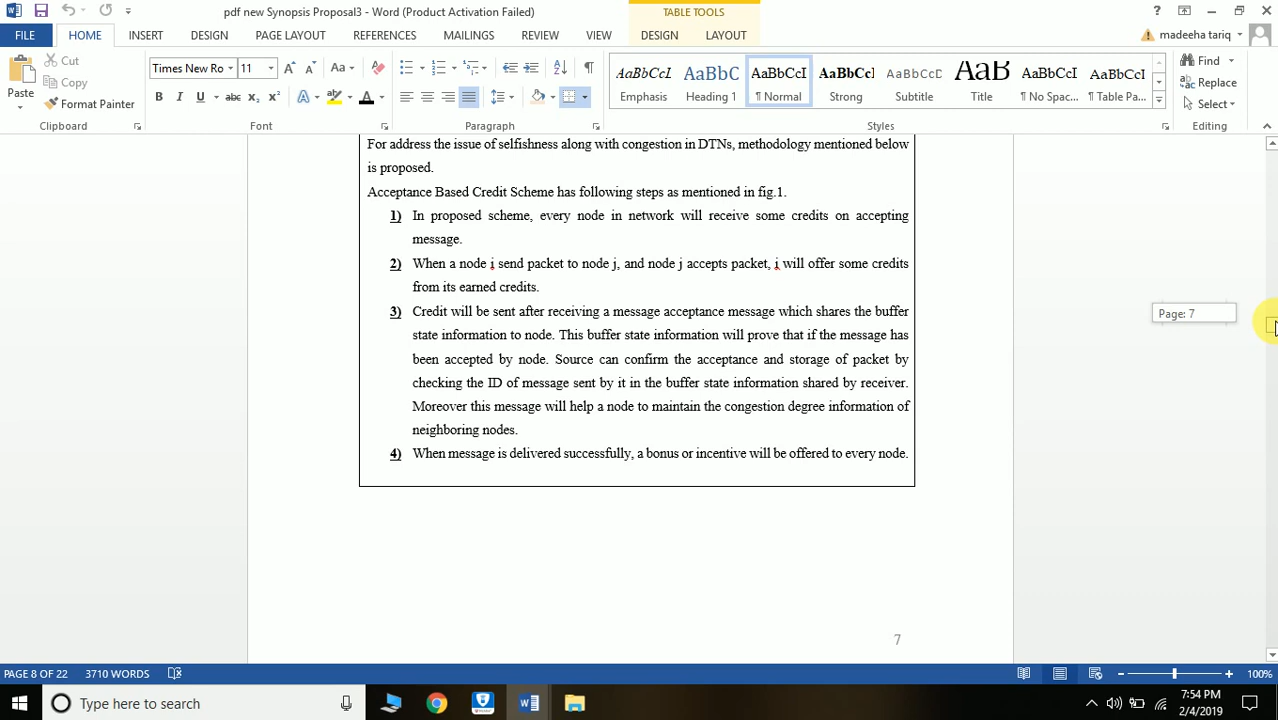 pdf new Synopsis Proposal3 - Word (Product Activation Failed)
TABLE TOOLS
?
FILE
HOME
INSERT
DESIGN
PAGE LAYOUT
REFERENCES
MAILINGS
REVIEW
VIEW
DESIGN
LAYOUT
madeeha tariq
Paste
Cut
Copy
Format Painter
Clipboard
Times New Ro
11
Aa
B I U abc x₂ x²
A
A
Font
Paragraph
AaBbCcI
Emphasis
AaBbC
Heading 1
AaBbCcI
¶ Normal
AaBbCcI
Strong
AaBbCcD
Subtitle
AaB
Title
AaBbCcI
¶ No Spac...
AaBbCcI
¶ Table Pa...
Styles
Find
Replace
Select
Editing
For address the issue of selfishness along with congestion in DTNs, methodology mentioned below
is proposed.
Acceptance Based Credit Scheme has following steps as mentioned in fig.1.
1) In proposed scheme, every node in network will receive some credits on accepting
message.
2) When a node i send packet to node j, and node j accepts packet, i will offer some credits
from its earned credits.
3) Credit will be sent after receiving a message acceptance message which shares the buffer
state information to node. This buffer state information will prove that if the message has
been accepted by node. Source can confirm the acceptance and storage of packet by
checking the ID of message sent by it in the buffer state information shared by receiver.
Moreover this message will help a node to maintain the congestion degree information of
neighboring nodes.
4) When message is delivered successfully, a bonus or incentive will be offered to every node.
7
Page: 7
PAGE 8 OF 22
3710 WORDS
100%
Type here to search
7:54 PM
2/4/2019